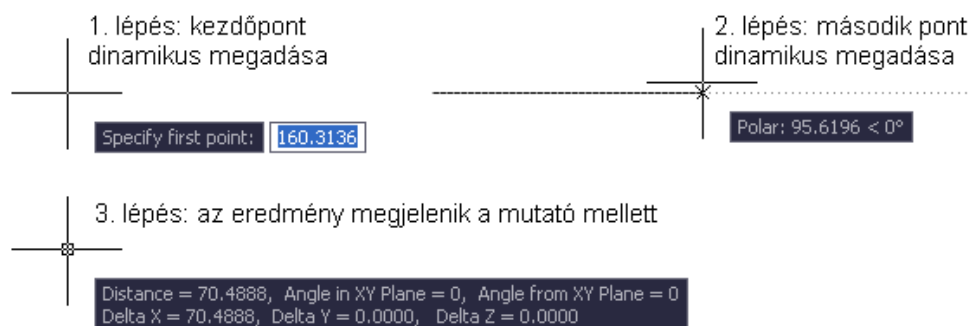 1. lépés: kezdőpont
dinamikus megadása
Specify first point: 160.3136
2. lépés: második pont
dinamikus megadása
Polar: 95.6196 < 0°
3. lépés: az eredmény megjelenik a mutató mellett
Distance = 70.4888, Angle in XY Plane = 0, Angle from XY Plane = 0
Delta X = 70.4888, Delta Y = 0.0000, Delta Z = 0.0000